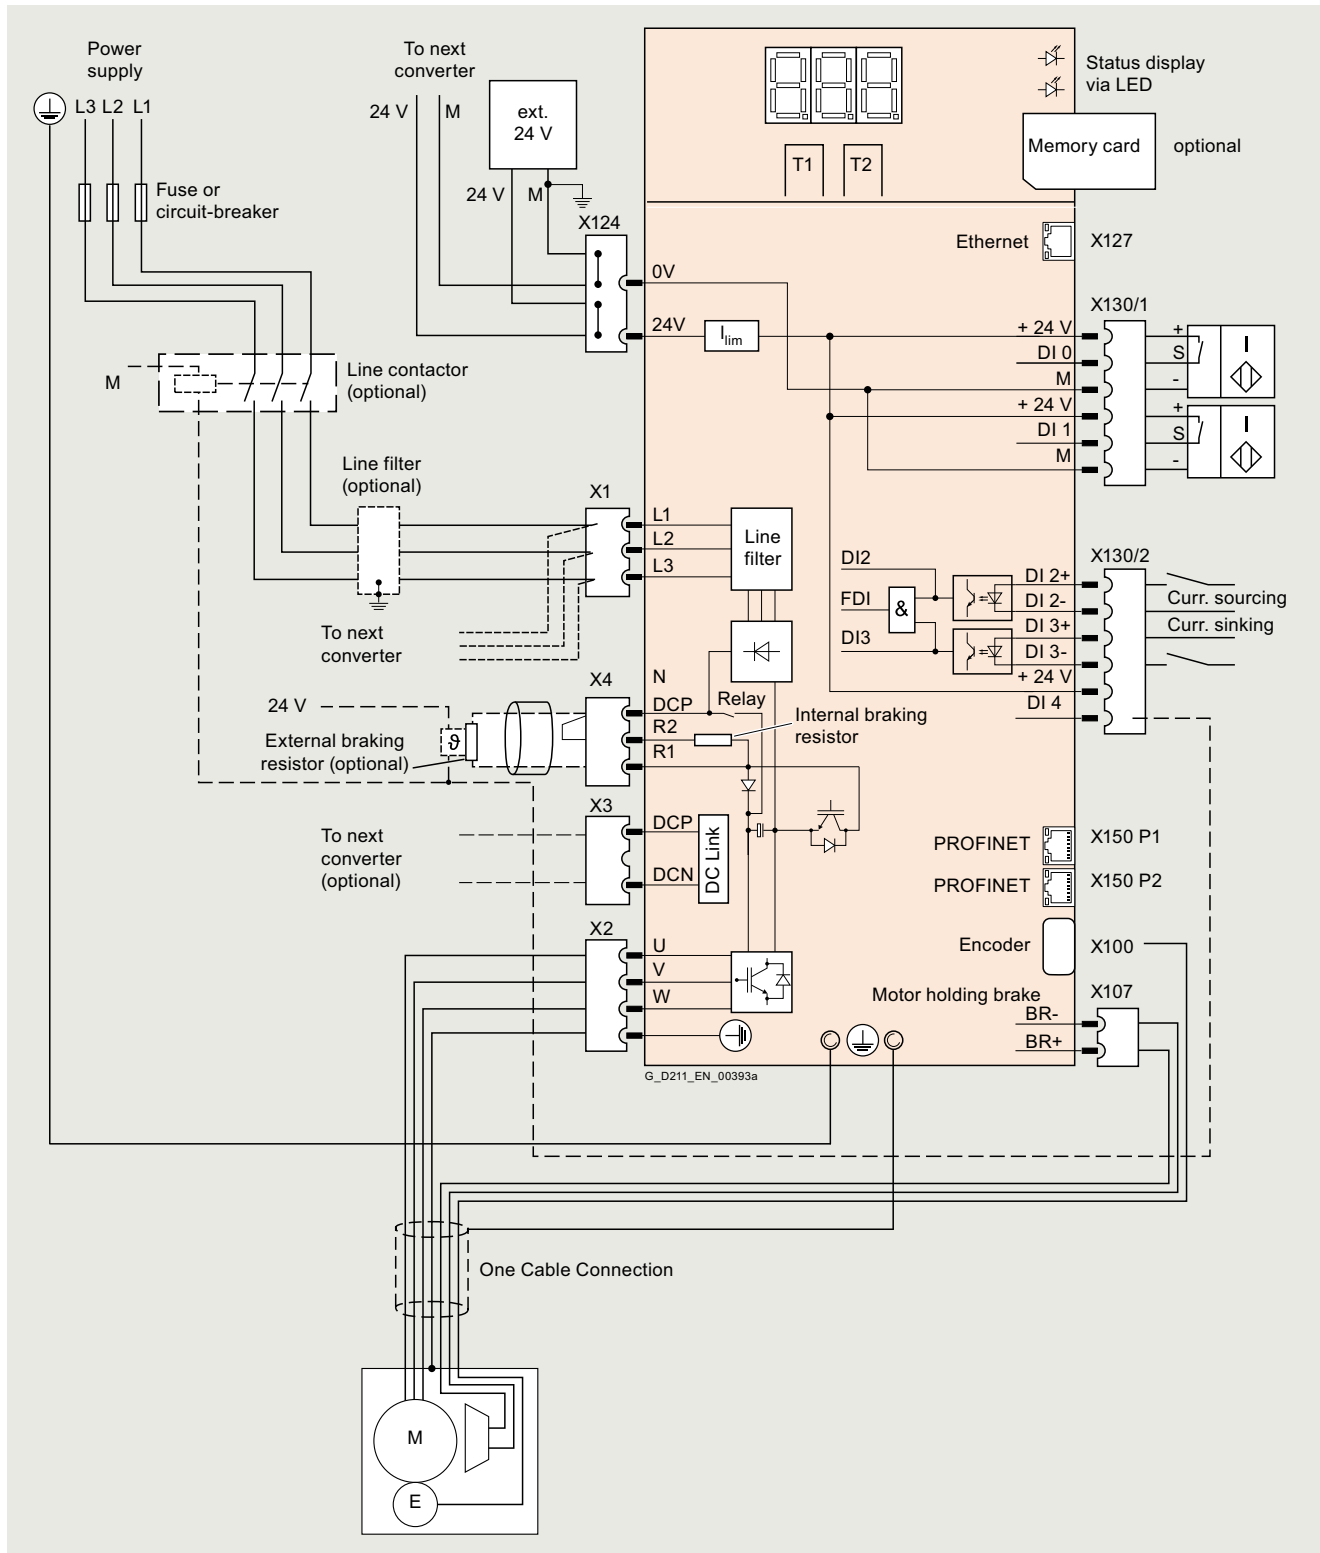 Power
supply
L3 L2 L1
Fuse or
circuit-breaker
To next
converter
24 V
M
ext.
24 V
24 V
M
X124
T1
T2
Status display
via LED
Memory card
optional
Ethernet
X127
0V
24V
Ilim
X130/1
+ 24 V
DI 0
M
+ 24 V
DI 1
M
+
S
-
I
+
S
-
I
M
Line contactor
(optional)
Line filter
(optional)
X1
L1
L2
L3
Line
filter
To next
converter
DI2
FDI
DI3
&
X130/2
DI 2+
DI 2-
DI 3+
DI 3-
+ 24 V
DI 4
Curr. sourcing
Curr. sinking
24 V
External braking
resistor (optional)
ϑ
X4
N
DCP
R2
R1
Relay
Internal braking
resistor
To next
converter
(optional)
X3
DCP
DCN
DC Link
PROFINET
X150 P1
PROFINET
X150 P2
Encoder
X100
X2
U
V
W
Motor holding brake
X107
BR-
BR+
G_D211_EN_00393a
One Cable Connection
M
E